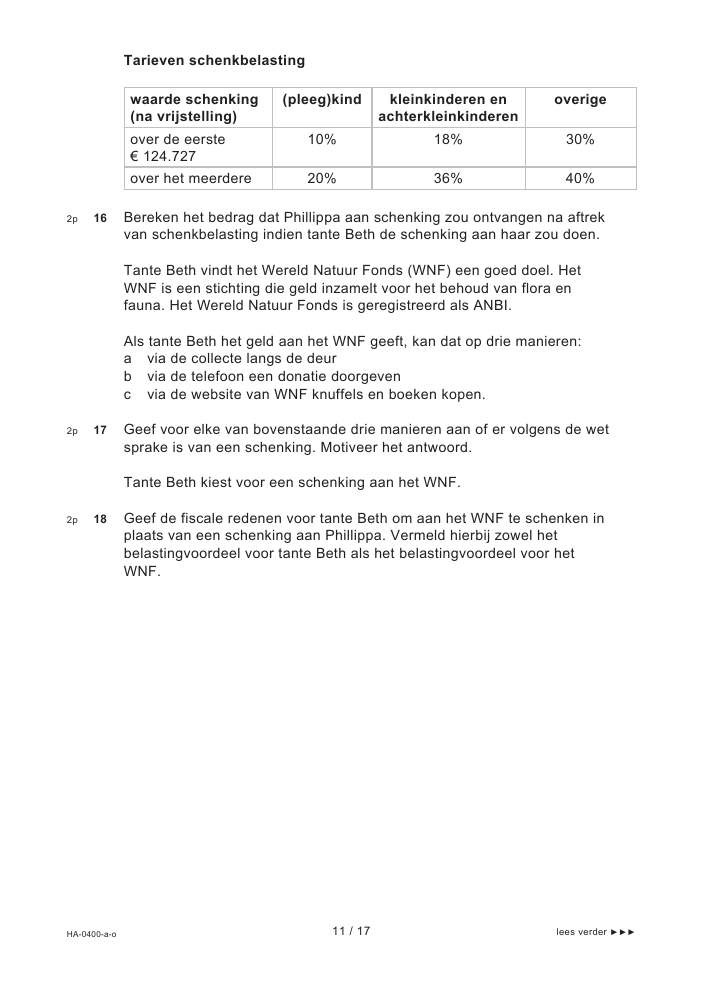 Tarieven schenkbelasting
waarde schenking (pleeg)kind kleinkinderen en overige
(na vrijstelling) achterkleinkinderen
over de eerste 10% 18% 30%
€ 124.727
over het meerdere 20% 36% 40%
2p 16 Bereken het bedrag dat Phillippa aan schenking zou ontvangen na aftrek
van schenkbelasting indien tante Beth de schenking aan haar zou doen.
Tante Beth vindt het Wereld Natuur Fonds (WNF) een goed doel. Het
WNF is een stichting die geld inzamelt voor het behoud van flora en
fauna. Het Wereld Natuur Fonds is geregistreerd als ANBI.
Als tante Beth het geld aan het WNF geeft, kan dat op drie manieren:
a via de collecte langs de deur
b via de telefoon een donatie doorgeven
c via de website van WNF knuffels en boeken kopen.
2p 17 Geef voor elke van bovenstaande drie manieren aan of er volgens de wet
sprake is van een schenking. Motiveer het antwoord.
Tante Beth kiest voor een schenking aan het WNF.
2p 18 Geef de fiscale redenen voor tante Beth om aan het WNF te schenken in
plaats van een schenking aan Phillippa. Vermeld hierbij zowel het
belastingvoordeel voor tante Beth als het belastingvoordeel voor het
WNF.
HA-0400-a-o 11 / 17 lees verder ►►►